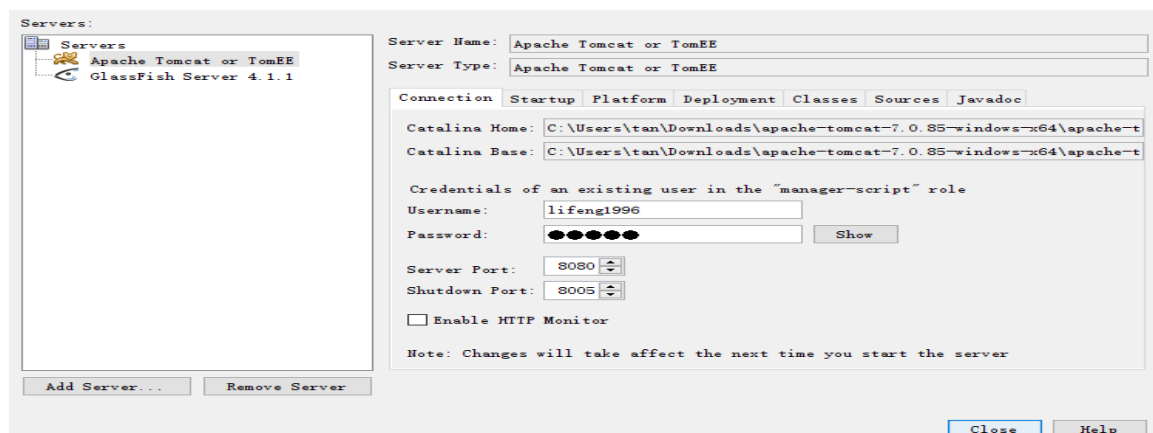 Servers:
Servers
Apache Tomcat or TomEE
GlassFish Server 4.1.1
Add Server...
Remove Server
Server Name: Apache Tomcat or TomEE
Server Type: Apache Tomcat or TomEE
Connection Startup Platform Deployment Classes Sources Javadoc
Catalina Home: C:\Users\tan\Downloads\apache-tomcat-7.0.85-windows-x64\apache-t
Catalina Base: C:\Users\tan\Downloads\apache-tomcat-7.0.85-windows-x64\apache-t
Credentials of an existing user in the "manager-script" role
Username: lifeng1996
Password: ●●●●● Show
Server Port: 8080
Shutdown Port: 8005
Enable HTTP Monitor
Note: Changes will take affect the next time you start the server
Close Help